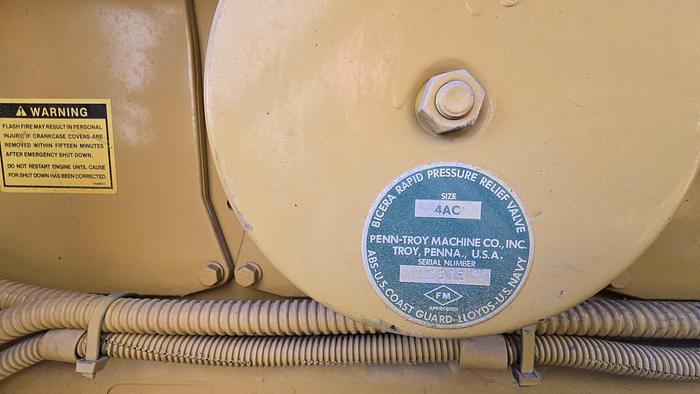 WARNING
FLASH FIRE MAY RESULT IN PERSONAL
INJURY IF CRANKCASE COVERS ARE
REMOVED WITHIN FIFTEEN MINUTES
AFTER EMERGENCY SHUT DOWN.
DO NOT RESTART ENGINE UNTIL CAUSE
FOR SHUT DOWN HAS BEEN CORRECTED.
BICERA RAPID PRESSURE RELIEF VALVE
SIZE
4AC
PENN-TROY MACHINE CO., INC.
TROY, PENNA., U.S.A.
SERIAL NUMBER
FM
APPROVED
ABS-U.S. COAST GUARD-LLOYDS-U.S. NAVY